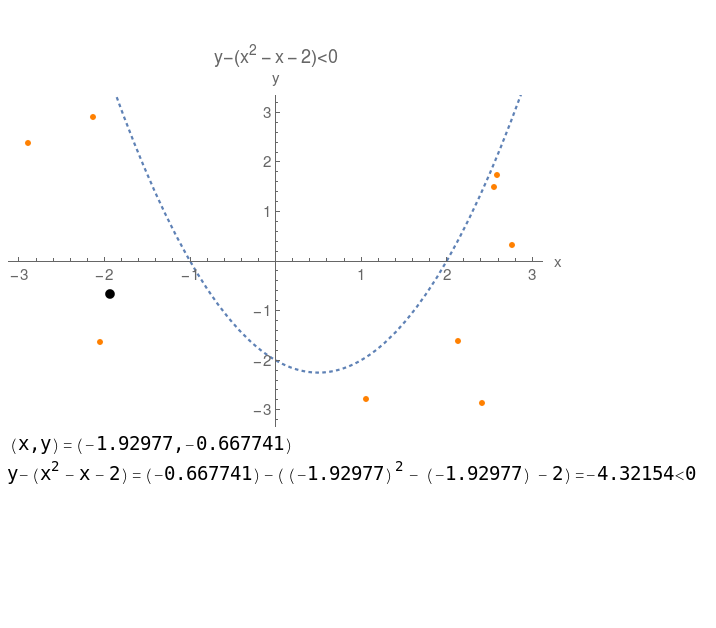 y−(x² − x − 2)<0
y
3
2
1
−3 −2 −1 1 2 3 x
−1
−2
−3
(x,y)=(−1.92977,−0.667741)
y−(x² − x − 2)=(−0.667741)−((−1.92977)² − (−1.92977) − 2)=−4.32154<0